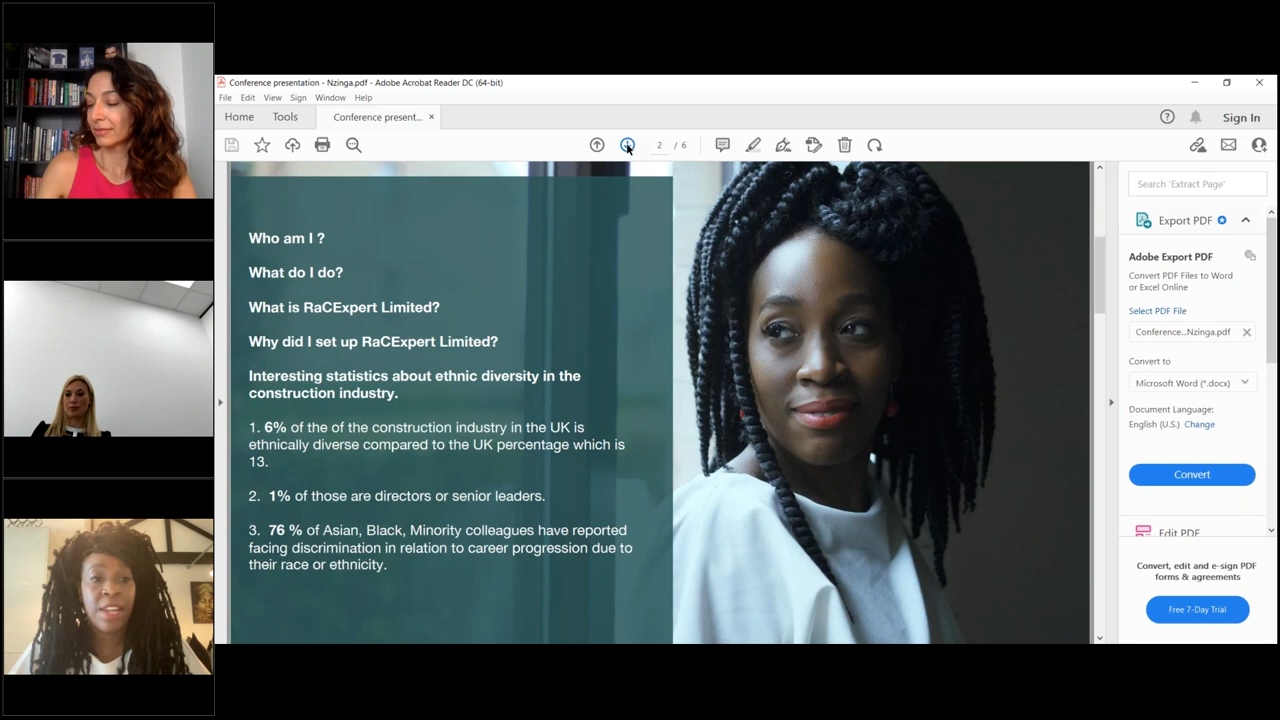 Conference presentation - Nzinga.pdf - Adobe Acrobat Reader DC (64-bit)
File Edit View Sign Window Help
Home Tools Conference present... ×
Sign In
2 / 6
Who am I ?
What do I do?
What is RaCExpert Limited?
Why did I set up RaCExpert Limited?
Interesting statistics about ethnic diversity in the
construction industry.
1. 6% of the of the construction industry in the UK is
ethnically diverse compared to the UK percentage which is
13.
2. 1% of those are directors or senior leaders.
3. 76 % of Asian, Black, Minority colleagues have reported
facing discrimination in relation to career progression due to
their race or ethnicity.
Search 'Extract Page'
Export PDF
Adobe Export PDF
Convert PDF Files to Word
or Excel Online
Select PDF File
Conference...Nzinga.pdf
Convert to
Microsoft Word (*.docx)
Document Language:
English (U.S.) Change
Convert
Edit PDF
Convert, edit and e-sign PDF
forms & agreements
Free 7-Day Trial